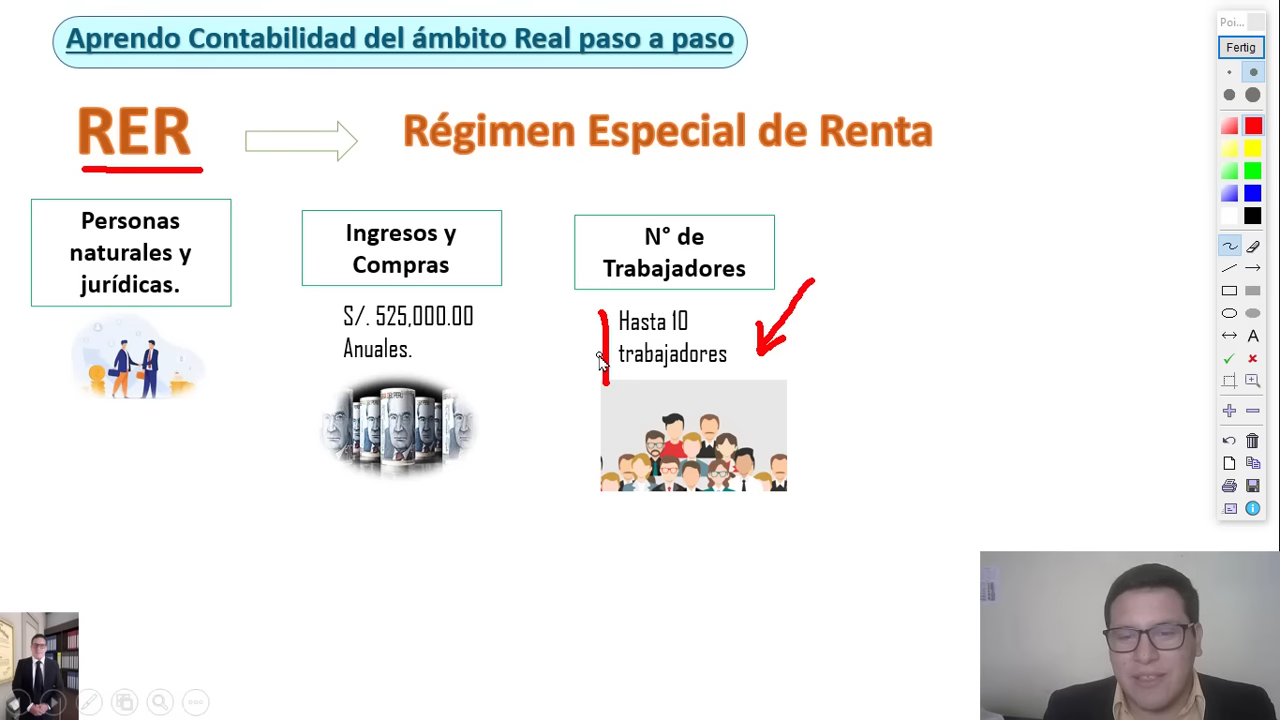 Aprendo Contabilidad del ámbito Real paso a paso
Poi...
Fertig
RER
Régimen Especial de Renta
Personas
naturales y
jurídicas.
Ingresos y
Compras
N° de
Trabajadores
S/. 525,000.00
Anuales.
Hasta 10
trabajadores
A